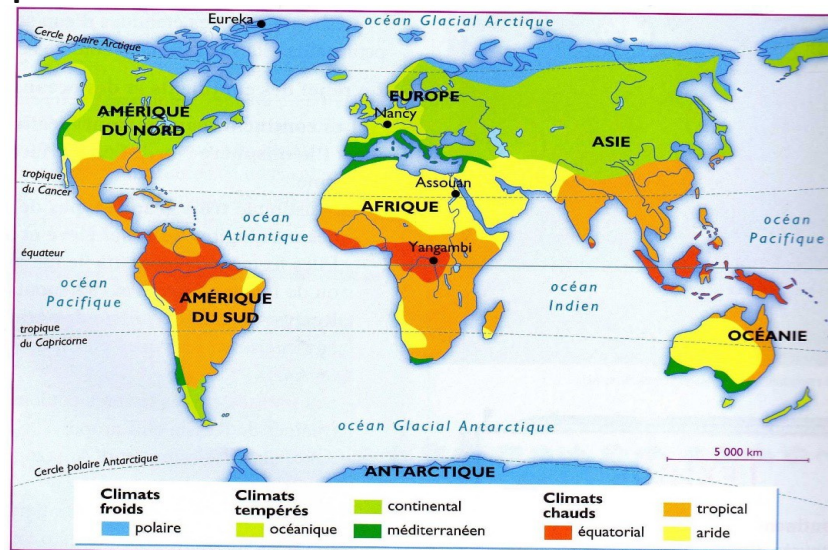 Eureka
océan Glacial Arctique
Cercle polaire Arctique
EUROPE
Nancy
AMÉRIQUE
DU NORD
ASIE
tropique
du Cancer
Assouan
AFRIQUE
océan
Atlantique
océan
Pacifique
équateur
Yangambi
océan
Pacifique
AMÉRIQUE
DU SUD
océan
Indien
tropique
du Capricorne
OCÉANIE
océan Glacial Antarctique
5 000 km
Cercle polaire Antarctique
ANTARCTIQUE
Climats
froids
polaire
Climats
tempérés
océanique
continental
méditerranéen
Climats
chauds
équatorial
tropical
aride